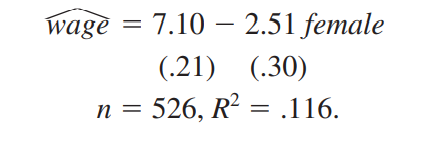 wage = 7.10 − 2.51 female
(.21) (.30)
n = 526, R² = .116.